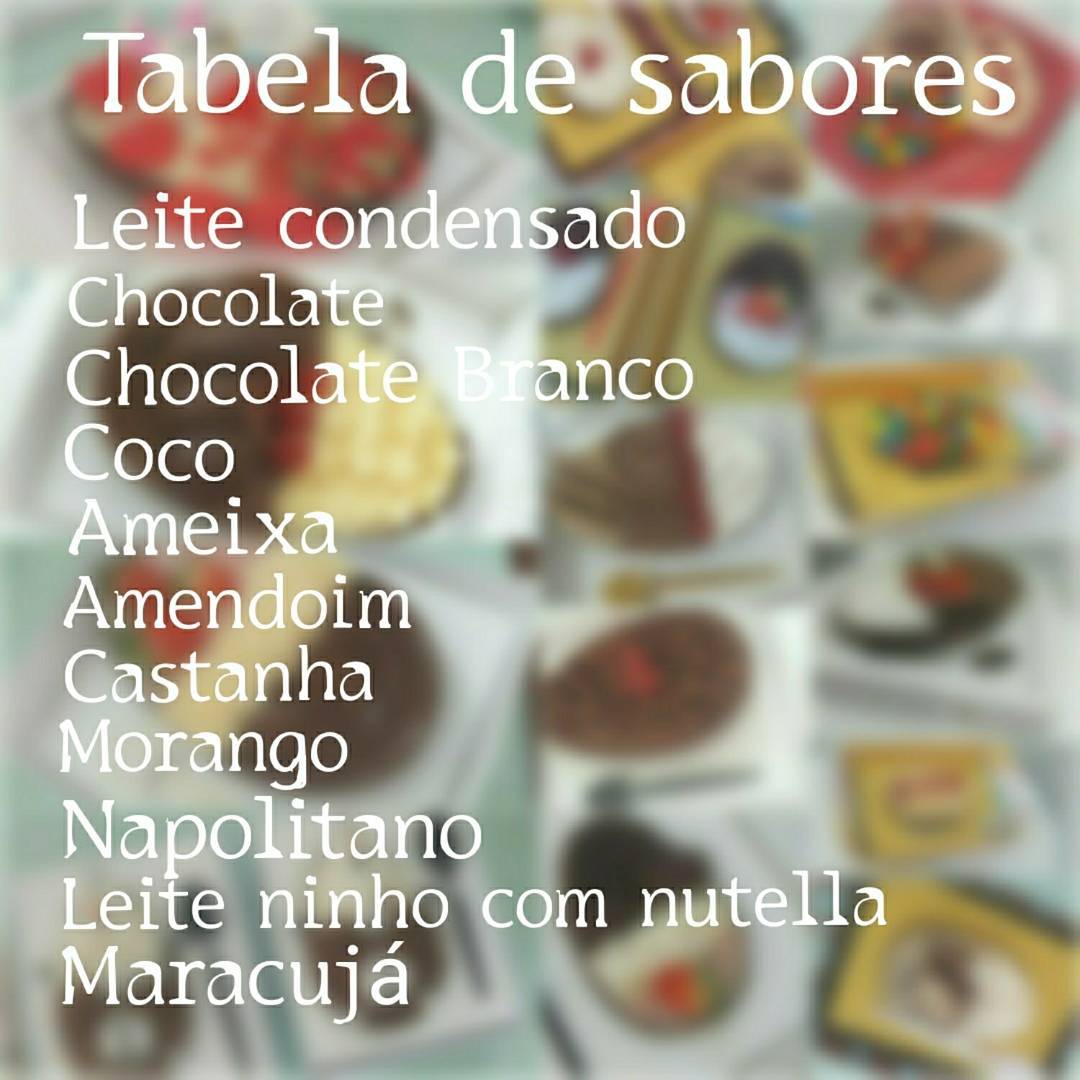 Tabela de sabores
Leite condensado
Chocolate
Chocolate Branco
Coco
Ameixa
Amendoim
Castanha
Morango
Napolitano
Leite ninho com nutella
Maracujá